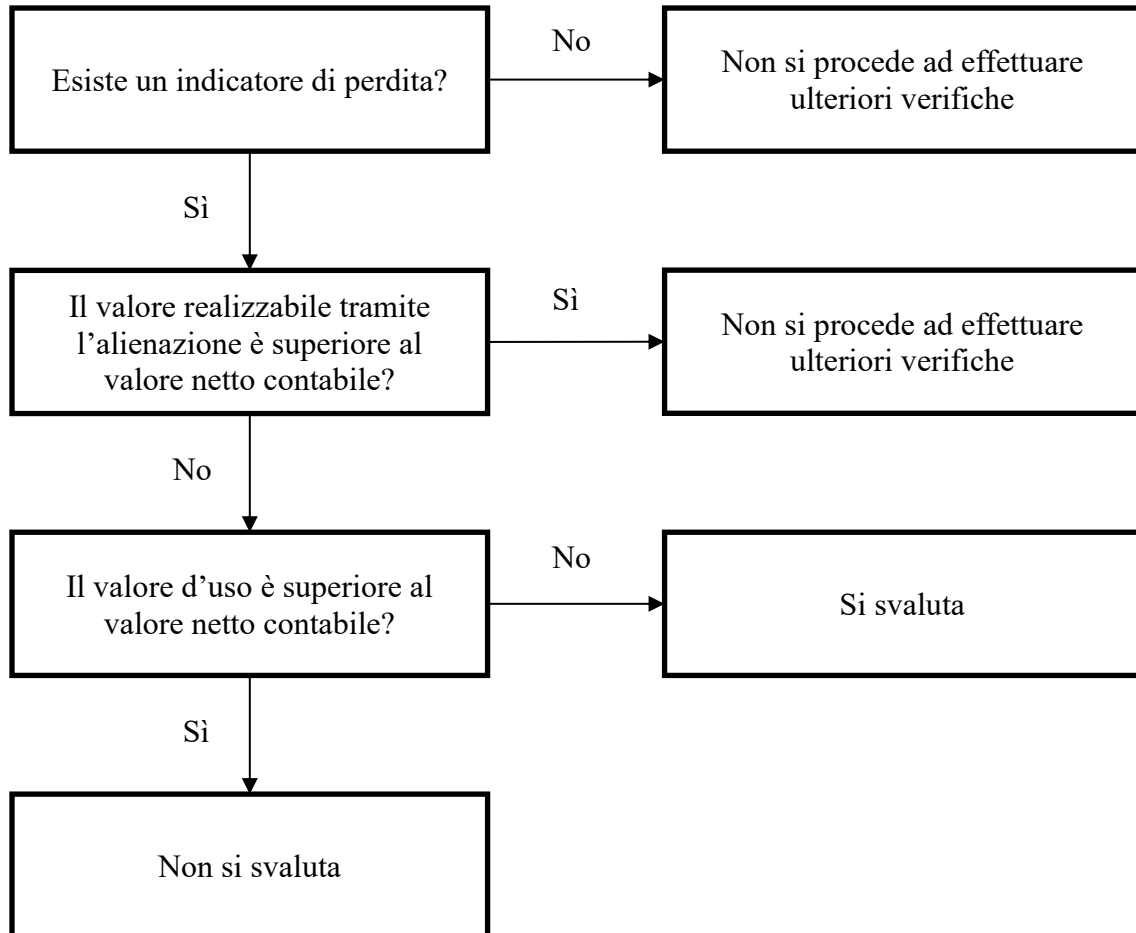 Esiste un indicatore di perdita?
No
Non si procede ad effettuare
ulteriori verifiche
Sì
Il valore realizzabile tramite
l’alienazione è superiore al
valore netto contabile?
Sì
Non si procede ad effettuare
ulteriori verifiche
No
Il valore d’uso è superiore al
valore netto contabile?
No
Si svaluta
Sì
Non si svaluta